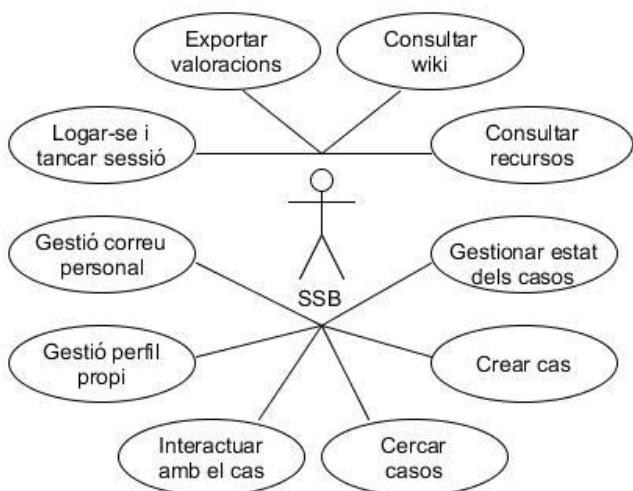 Exportar
valoracions
Consultar
wiki
Logar-se i
tancar sessió
Consultar
recursos
Gestió correu
personal
Gestionar estat
dels casos
SSB
Gestió perfil
propi
Crear cas
Interactuar
amb el cas
Cercar
casos